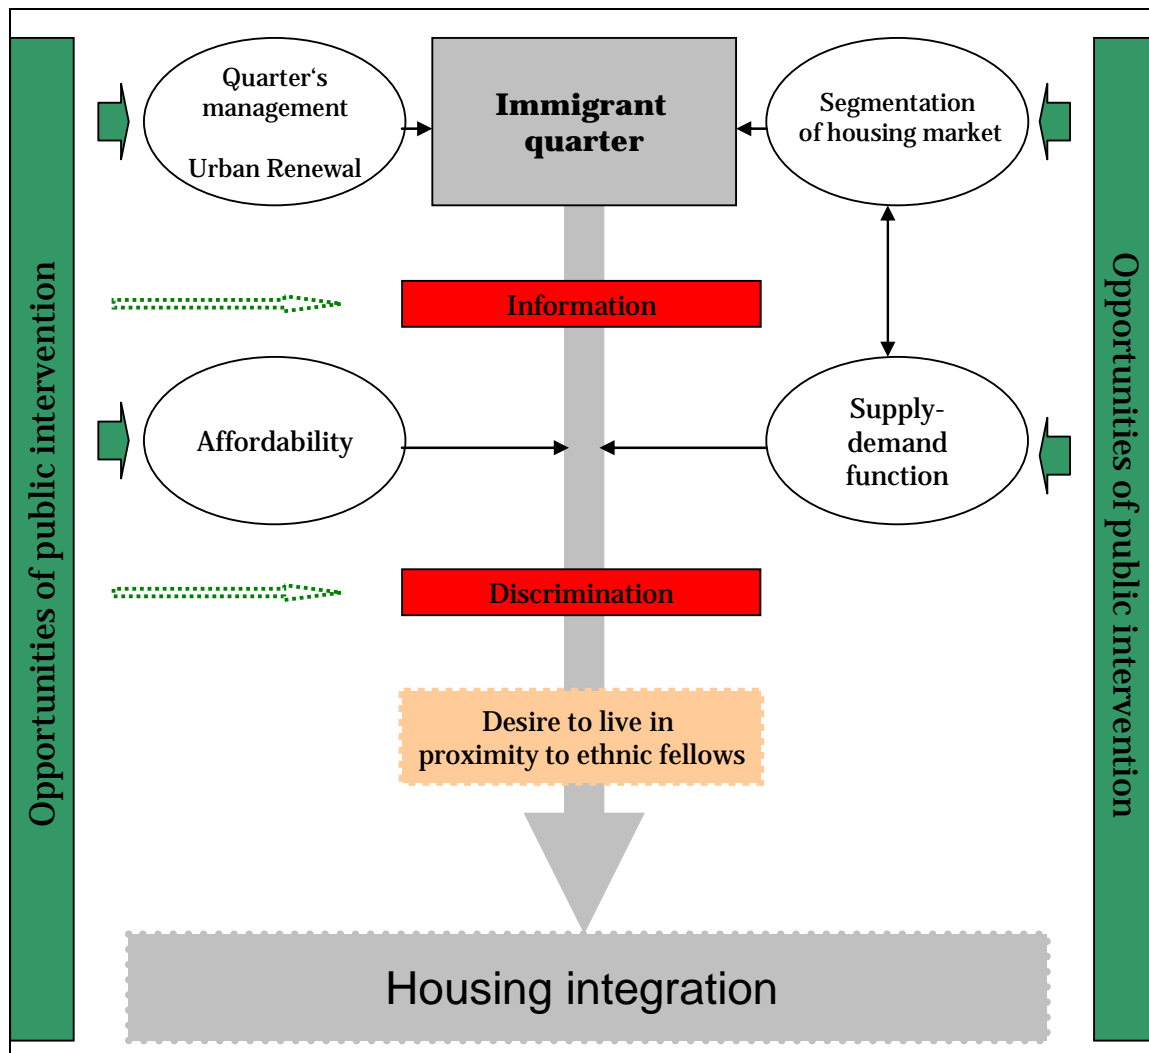 Opportunities of public intervention
Quarter‘s
management
Urban Renewal
Immigrant
quarter
Segmentation
of housing market
Information
Affordability
Supply-
demand
function
Discrimination
Desire to live in
proximity to ethnic fellows
Housing integration
Opportunities of public intervention